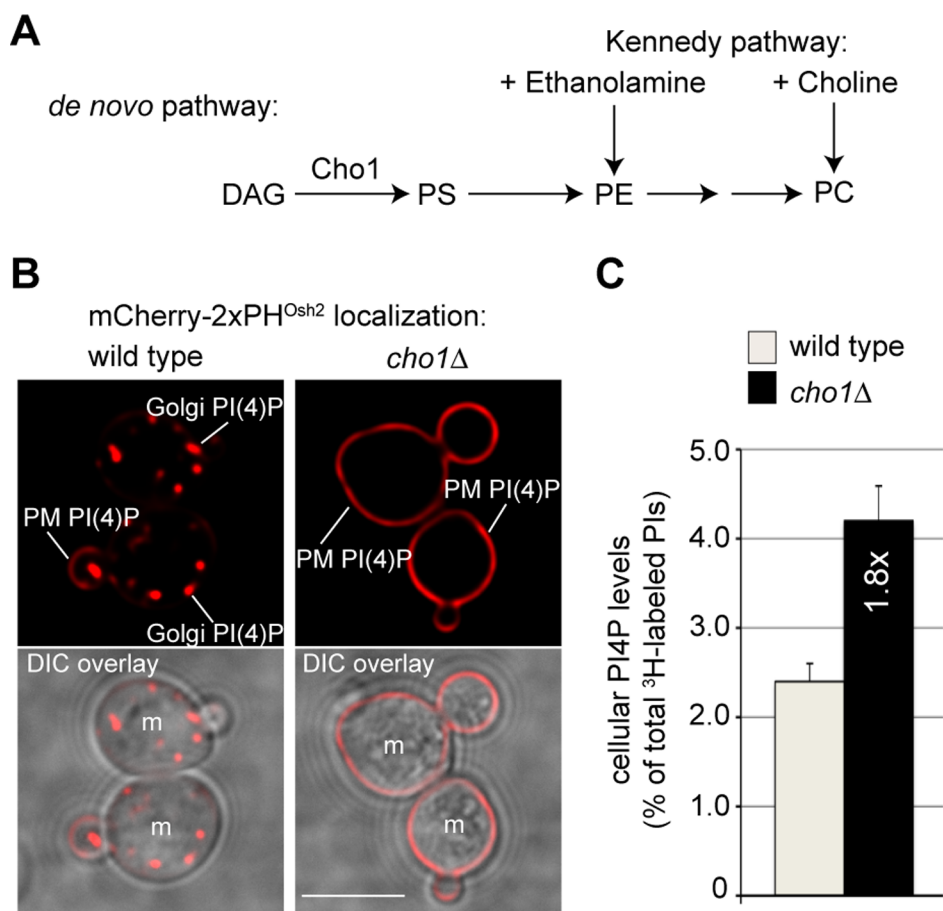 A
Kennedy pathway:
+ Ethanolamine + Choline
de novo pathway:
Cho1
DAG PS PE PC
B
mCherry-2xPHOsh2 localization:
wild type cho1Δ
Golgi PI(4)P
PM PI(4)P
Golgi PI(4)P
PM PI(4)P
PM PI(4)P
DIC overlay
m
m
DIC overlay
m
m
C
wild type
cho1Δ
cellular PI4P levels
(% of total ³H-labeled PIs)
5.0
4.0
3.0
2.0
1.0
0
1.8x